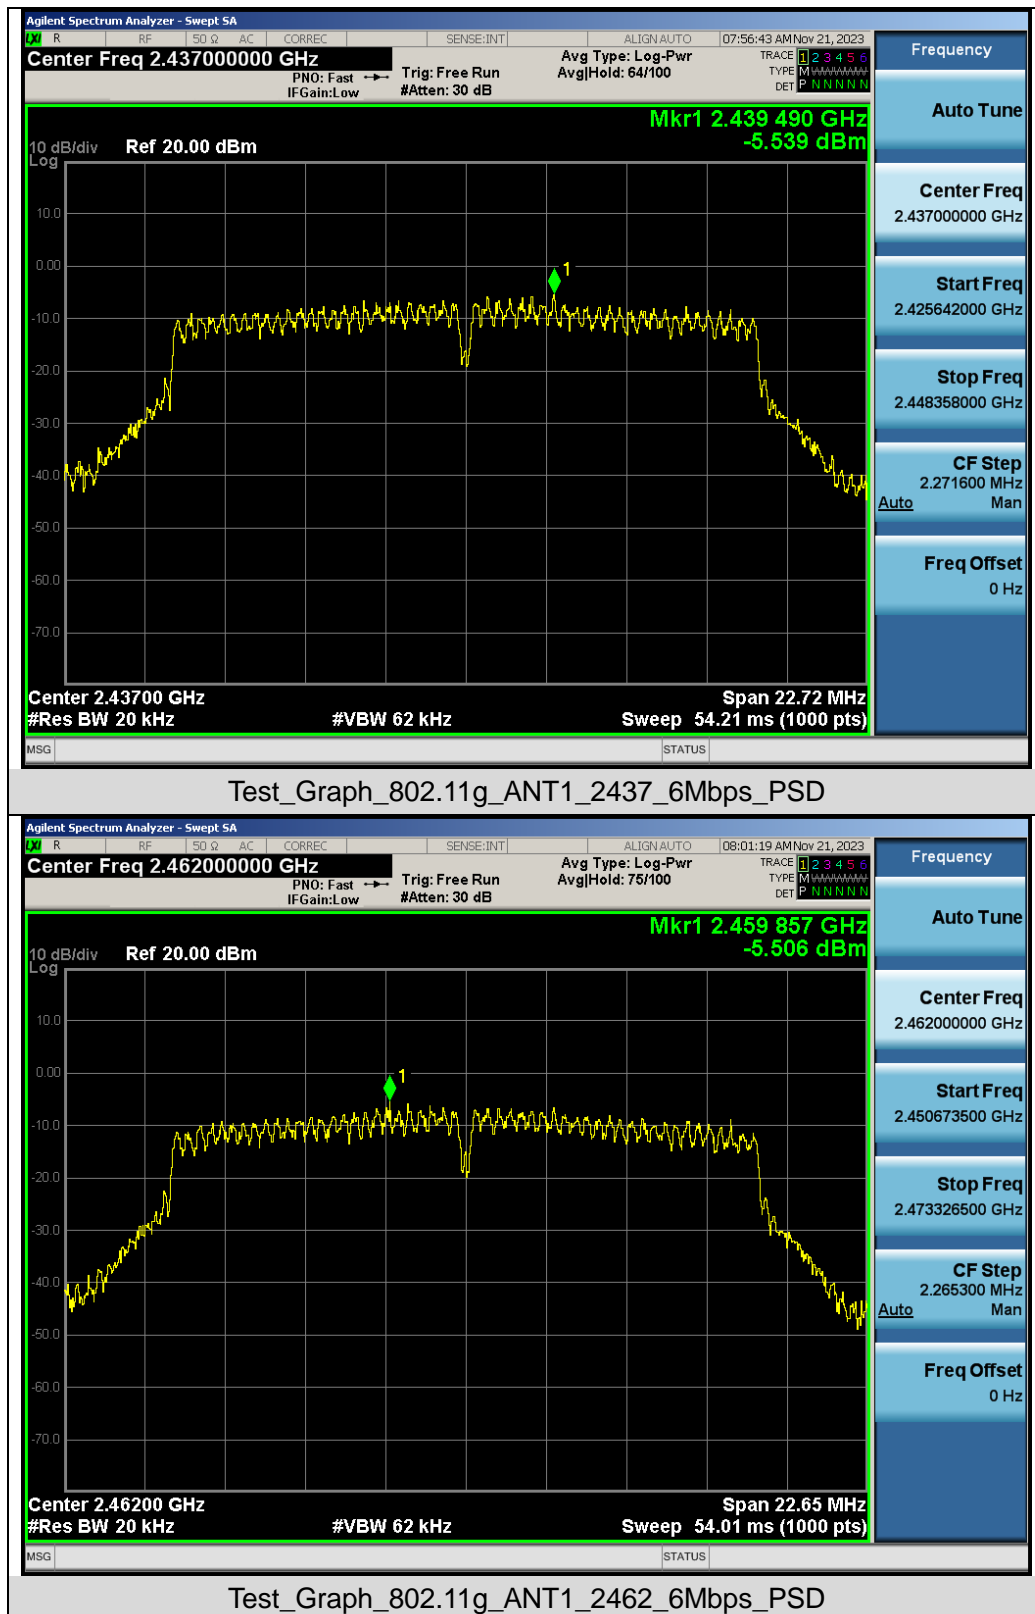 Agilent Spectrum Analyzer - Swept SA
LXI R RF 50 Ω AC CORREC SENSE:INT ALIGN AUTO 07:56:43 AM Nov 21, 2023
Center Freq 2.437000000 GHz
PNO: Fast
IFGain:Low
Trig: Free Run
#Atten: 30 dB
Avg Type: Log-Pwr
Avg|Hold: 64/100
TRACE 1 2 3 4 5 6
TYPE M W W W W W
DET P N N N N N
Mkr1 2.439 490 GHz
-5.539 dBm
10 dB/div Ref 20.00 dBm
Log
10.0
0.00
-10.0
-20.0
-30.0
-40.0
-50.0
-60.0
-70.0
1
Center 2.43700 GHz Span 22.72 MHz
#Res BW 20 kHz #VBW 62 kHz Sweep 54.21 ms (1000 pts)
MSG STATUS
Frequency
Auto Tune
Center Freq
2.437000000 GHz
Start Freq
2.425642000 GHz
Stop Freq
2.448358000 GHz
CF Step
2.271600 MHz
Auto Man
Freq Offset
0 Hz
Test_Graph_802.11g_ANT1_2437_6Mbps_PSD
Agilent Spectrum Analyzer - Swept SA
LXI R RF 50 Ω AC CORREC SENSE:INT ALIGN AUTO 08:01:19 AM Nov 21, 2023
Center Freq 2.462000000 GHz
PNO: Fast
IFGain:Low
Trig: Free Run
#Atten: 30 dB
Avg Type: Log-Pwr
Avg|Hold: 75/100
TRACE 1 2 3 4 5 6
TYPE M W W W W W
DET P N N N N N
Mkr1 2.459 857 GHz
-5.506 dBm
10 dB/div Ref 20.00 dBm
Log
10.0
0.00
-10.0
-20.0
-30.0
-40.0
-50.0
-60.0
-70.0
1
Center 2.46200 GHz Span 22.65 MHz
#Res BW 20 kHz #VBW 62 kHz Sweep 54.01 ms (1000 pts)
MSG STATUS
Frequency
Auto Tune
Center Freq
2.462000000 GHz
Start Freq
2.450673500 GHz
Stop Freq
2.473326500 GHz
CF Step
2.265300 MHz
Auto Man
Freq Offset
0 Hz
Test_Graph_802.11g_ANT1_2462_6Mbps_PSD